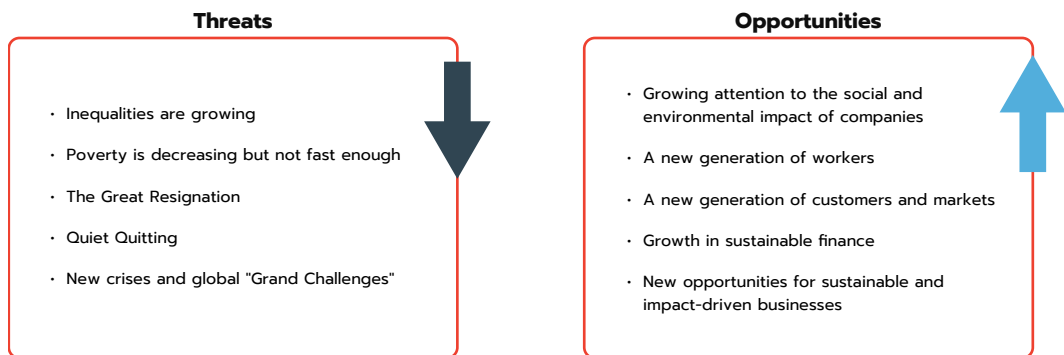 Threats
· Inequalities are growing
· Poverty is decreasing but not fast enough
· The Great Resignation
· Quiet Quitting
· New crises and global "Grand Challenges"
Opportunities
· Growing attention to the social and
environmental impact of companies
· A new generation of workers
· A new generation of customers and markets
· Growth in sustainable finance
· New opportunities for sustainable and
impact-driven businesses